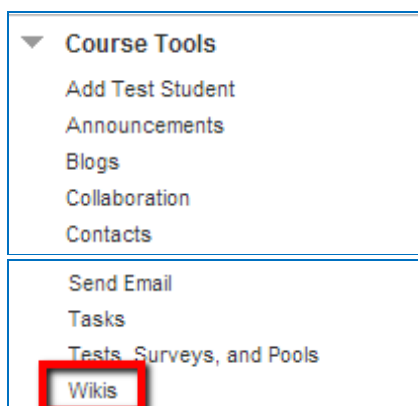 Course Tools
Add Test Student
Announcements
Blogs
Collaboration
Contacts
Send Email
Tasks
Tests, Surveys, and Pools
Wikis